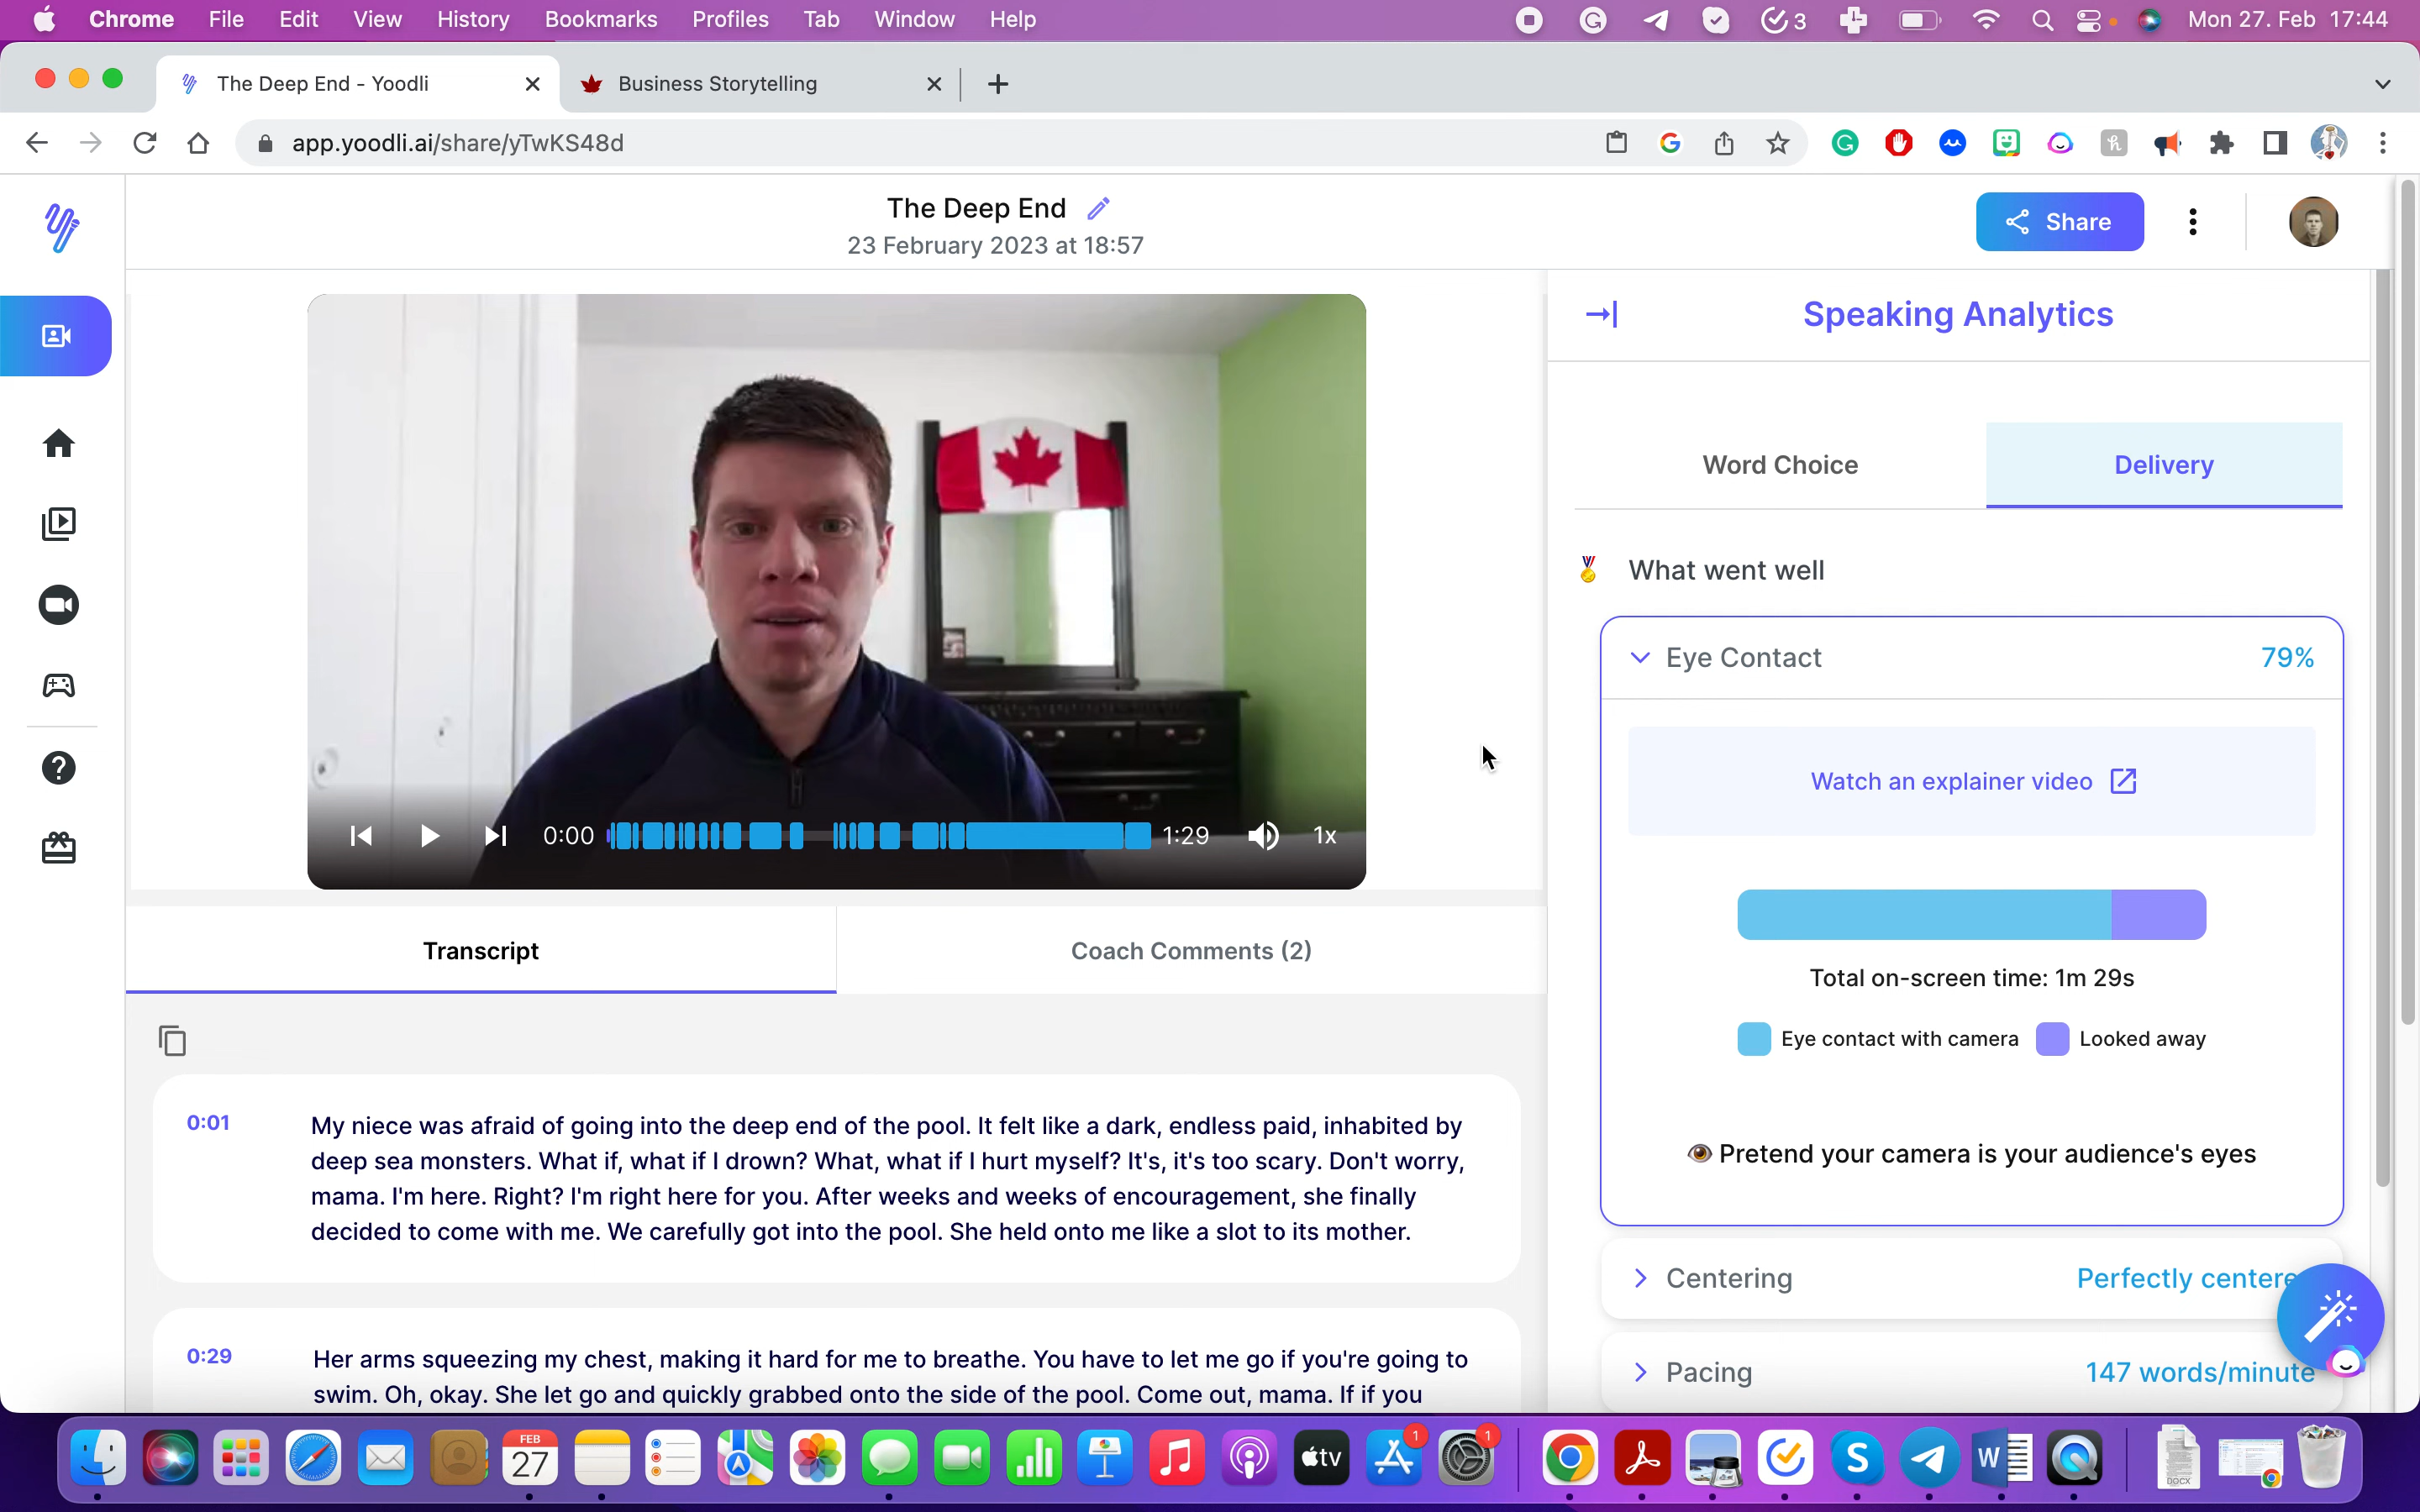 Chrome File Edit View History Bookmarks Profiles Tab Window Help 3 Mon 27. Feb 17:44
The Deep End - Yoodli
Business Storytelling
app.yoodli.ai/share/yTwKS48d
The Deep End
23 February 2023 at 18:57
Share
Speaking Analytics
Word Choice
Delivery
What went well
Eye Contact 79%
Watch an explainer video
0:00 1:29 1x
Total on-screen time: 1m 29s
Eye contact with camera Looked away
Pretend your camera is your audience's eyes
Centering Perfectly centere
Pacing 147 words/minute
Transcript
Coach Comments (2)
0:01
My niece was afraid of going into the deep end of the pool. It felt like a dark, endless paid, inhabited by
deep sea monsters. What if, what if I drown? What, what if I hurt myself? It's, it's too scary. Don't worry,
mama. I'm here. Right? I'm right here for you. After weeks and weeks of encouragement, she finally
decided to come with me. We carefully got into the pool. She held onto me like a slot to its mother.
0:29
Her arms squeezing my chest, making it hard for me to breathe. You have to let me go if you're going to
swim. Oh, okay. She let go and quickly grabbed onto the side of the pool. Come out, mama. If if you
FEB
27
tv
1
1
S
W
DOCX